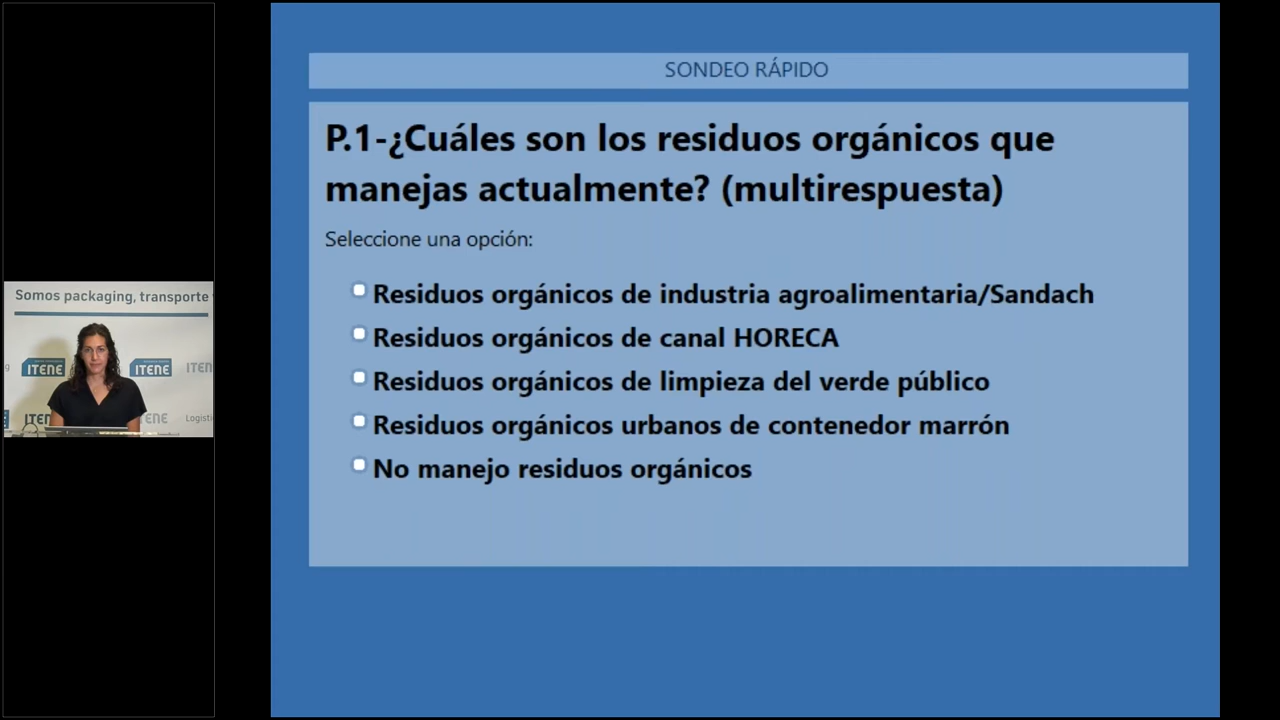 SONDEO RÁPIDO
P.1-¿Cuáles son los residuos orgánicos que
manejas actualmente? (multirespuesta)
Seleccione una opción:
Residuos orgánicos de industria agroalimentaria/Sandach
Residuos orgánicos de canal HORECA
Residuos orgánicos de limpieza del verde público
Residuos orgánicos urbanos de contenedor marrón
No manejo residuos orgánicos
Somos packaging, transporte
ITENE
ITENE
ITEN
ITEN
ENE
Logisti